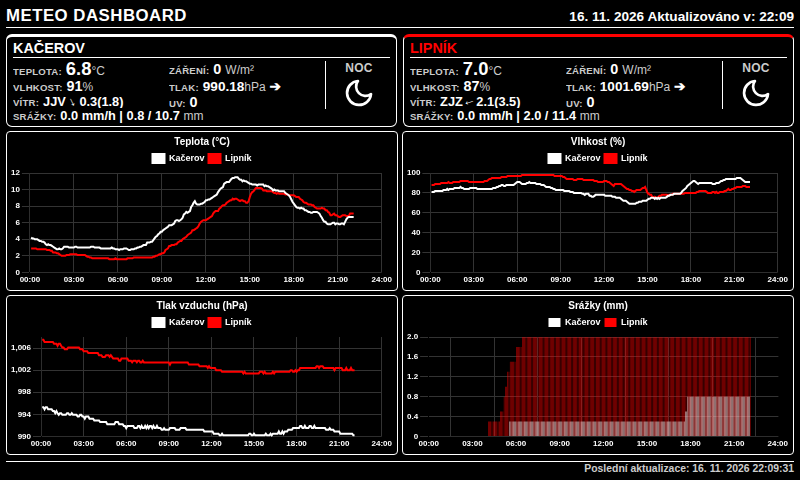 METEO DASHBOARD
16. 11. 2026 Aktualizováno v: 22:09
KAČEROV
TEPLOTA: 6.8°C
ZÁŘENÍ: 0 W/m²
NOC
VLHKOST: 91%
TLAK: 990.18hPa ➔
VÍTR: JJV → 0.3(1.8)
UV: 0
SRÁŽKY: 0.0 mm/h | 0.8 / 10.7 mm
LIPNÍK
TEPLOTA: 7.0°C
ZÁŘENÍ: 0 W/m²
NOC
VLHKOST: 87%
TLAK: 1001.69hPa ➔
VÍTR: ZJZ ← 2.1(3.5)
UV: 0
SRÁŽKY: 0.0 mm/h | 2.0 / 11.4 mm
Teplota (°C)
Kačerov Lipník
12
10
8
6
4
2
0
00:00 03:00 06:00 09:00 12:00 15:00 18:00 21:00 24:00
Vlhkost (%)
Kačerov Lipník
100
80
60
40
20
0
00:00 03:00 06:00 09:00 12:00 15:00 18:00 21:00 24:00
Tlak vzduchu (hPa)
Kačerov Lipník
1,006
1,002
998
994
990
00:00 03:00 06:00 09:00 12:00 15:00 18:00 21:00 24:00
Srážky (mm)
Kačerov Lipník
2.0
1.6
1.2
0.8
0.4
0
00:00 03:00 06:00 09:00 12:00 15:00 18:00 21:00 24:00
Poslední aktualizace: 16. 11. 2026 22:09:31